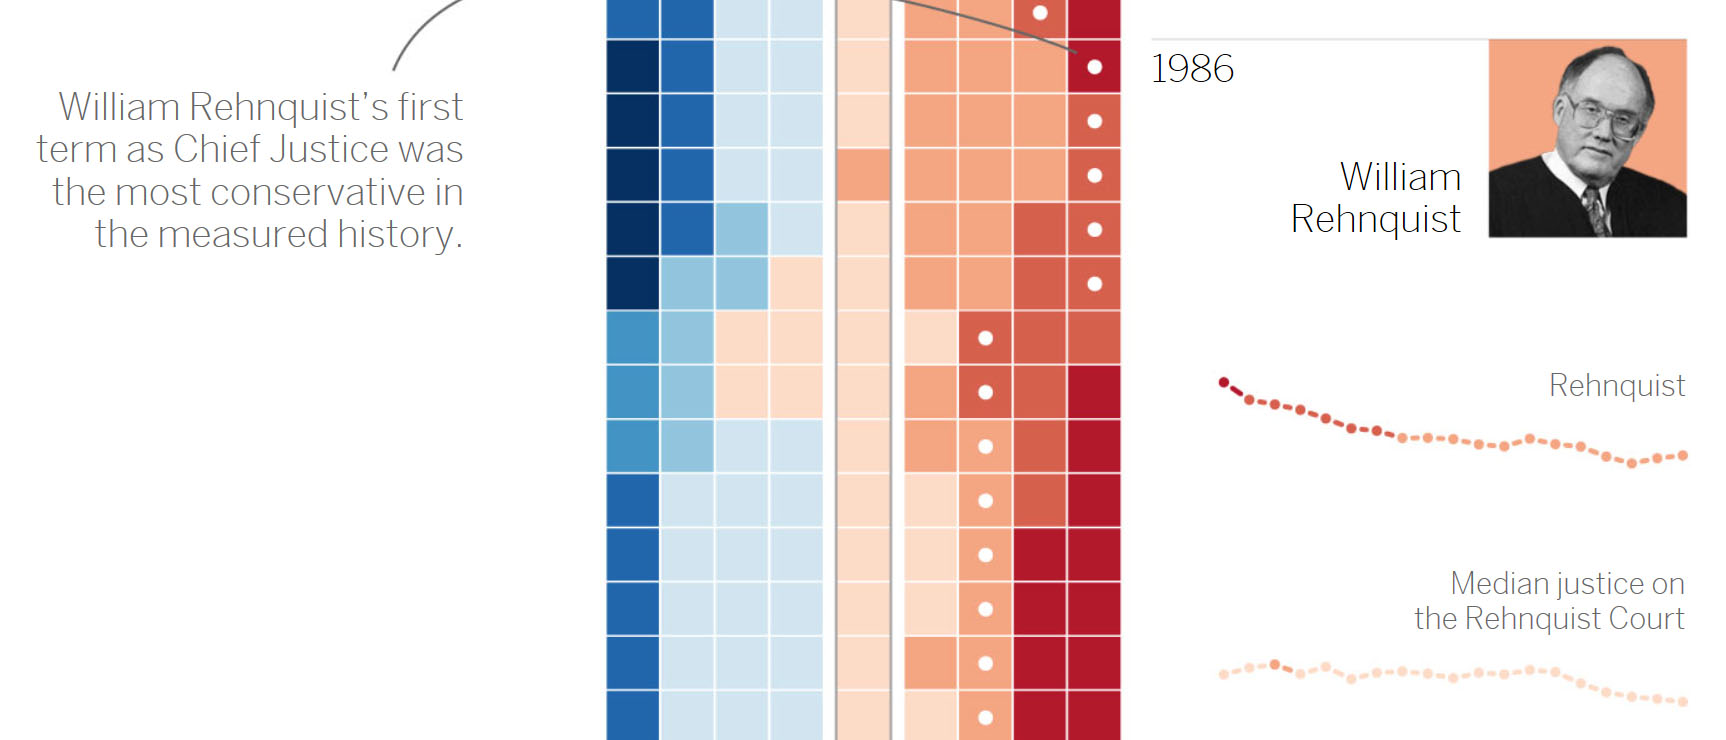 William Rehnquist’s first
term as Chief Justice was
the most conservative in
the measured history.
1986
William
Rehnquist
Rehnquist
Median justice on
the Rehnquist Court